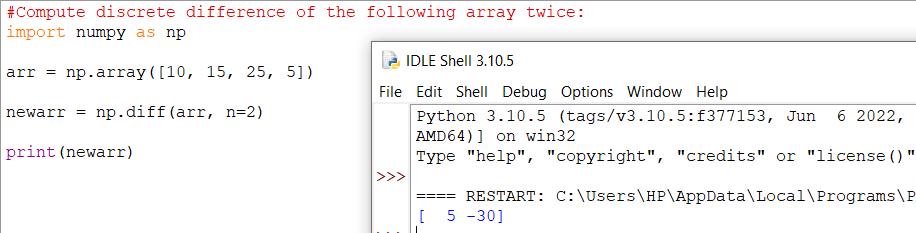 #Compute discrete difference of the following array twice:
import numpy as np
arr = np.array([10, 15, 25, 5])
newarr = np.diff(arr, n=2)
print(newarr)
IDLE Shell 3.10.5
File Edit Shell Debug Options Window Help
Python 3.10.5 (tags/v3.10.5:f377153, Jun  6 2022,
AMD64)] on win32
Type "help", "copyright", "credits" or "license()"
>>>
==== RESTART: C:\Users\HP\AppData\Local\Programs\P
[  5 -30]